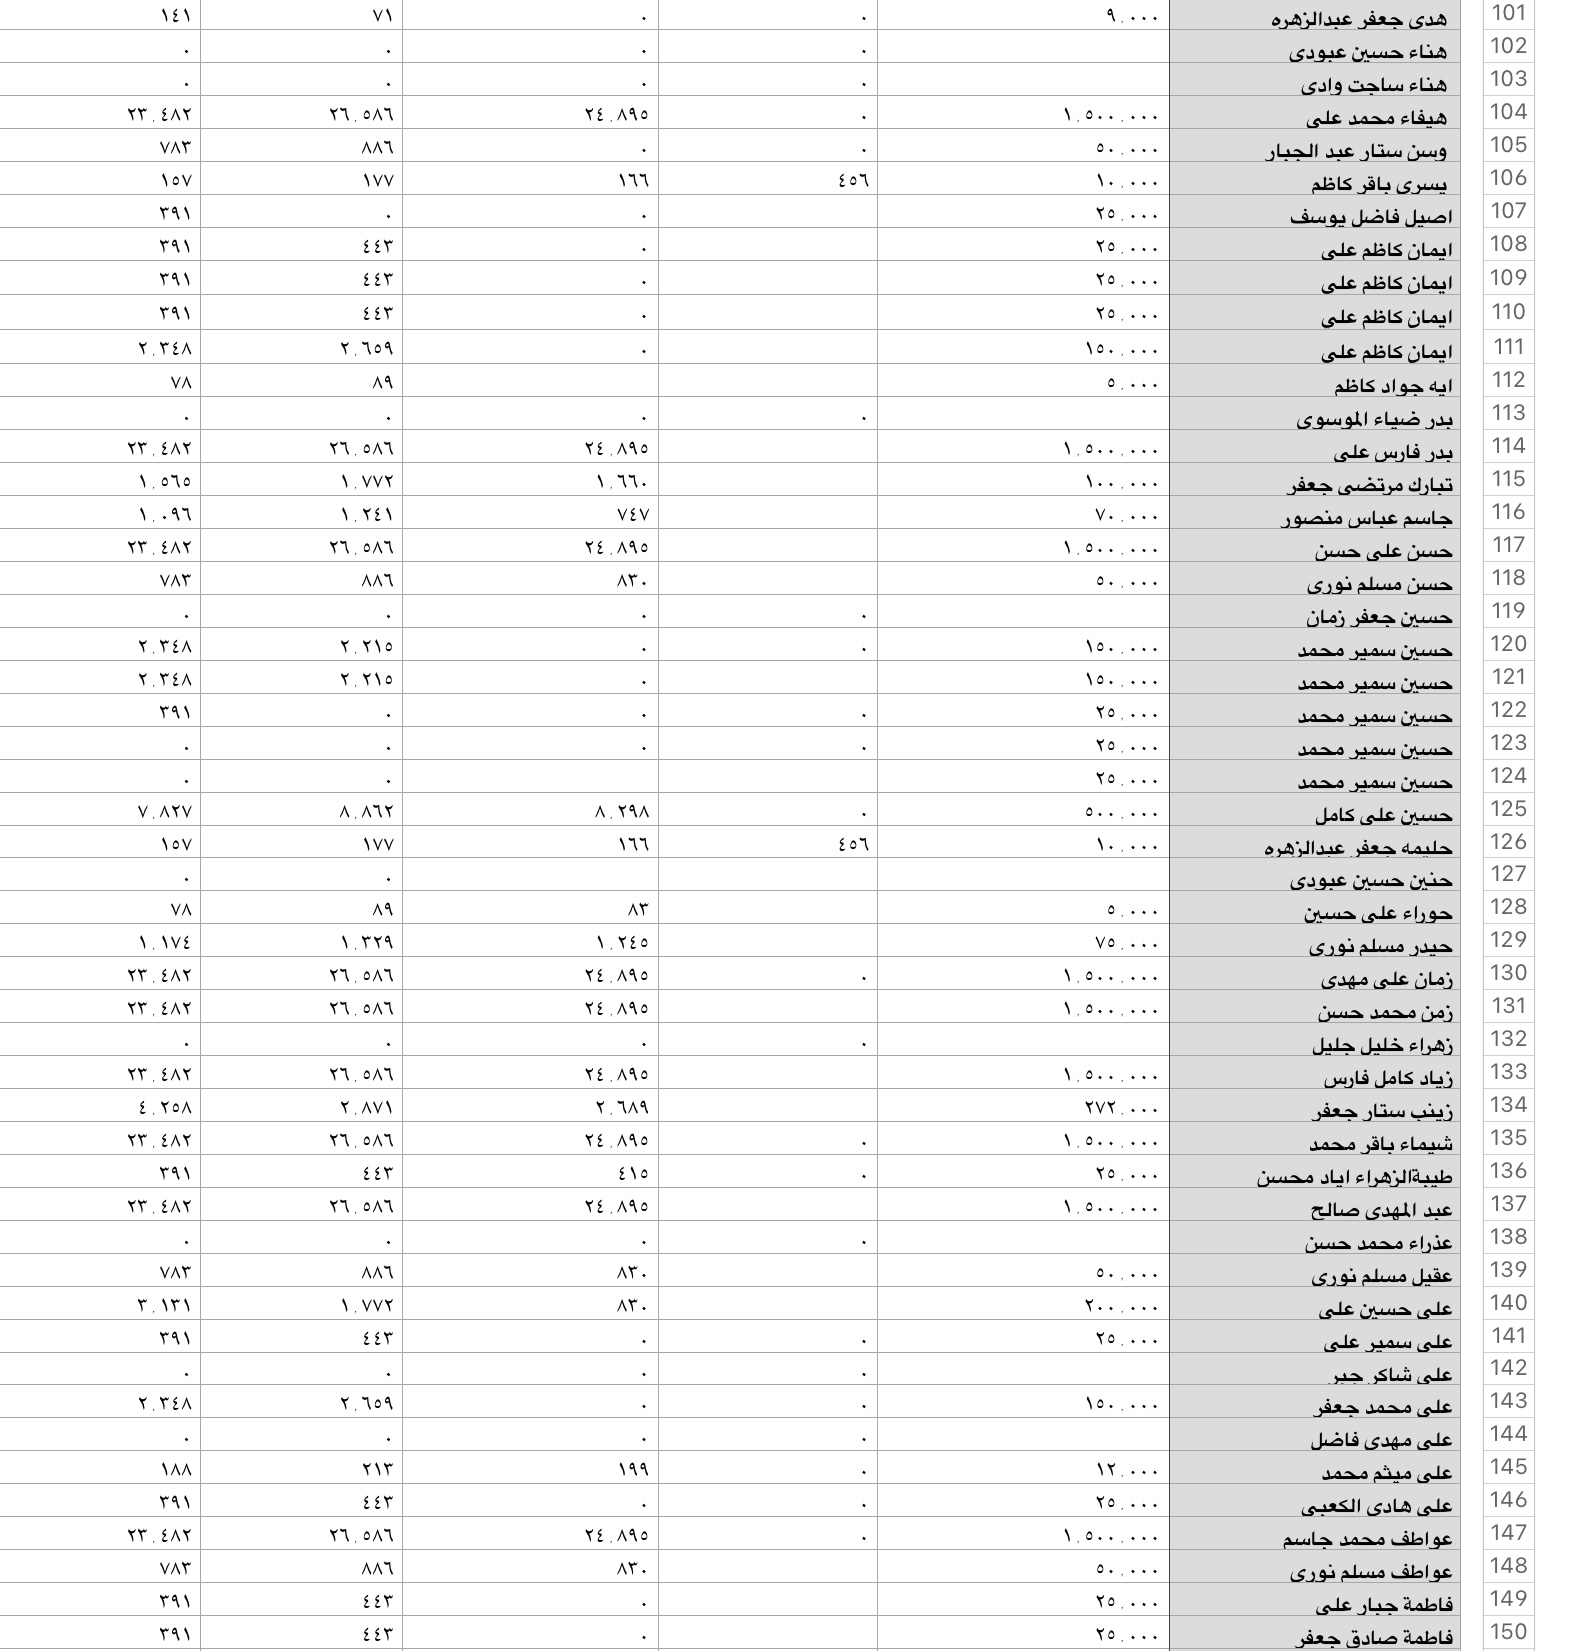 101 هدى جعفر عبدالزهره ٩.٠٠٠ ٠ ٠ ٧١ ١٤١
102 هناء حسين عبودى ٠ ٠ ٠ ٠
103 هناء ساجت وادى ٠ ٠ ٠ ٠
104 هيفاء محمد على ١.٥٠٠.٠٠٠ ٠ ٢٤.٨٩٥ ٢٦.٥٨٦ ٢٣.٤٨٢
105 وسن ستار عبد الجبار ٥٠.٠٠٠ ٠ ٠ ٨٨٦ ٧٨٣
106 يسرى باقر كاظم ١٠.٠٠٠ ٤٥٦ ١٦٦ ١٧٧ ١٥٧
107 اصيل فاضل يوسف ٢٥.٠٠٠ ٠ ٠ ٣٩١
108 ايمان كاظم على ٢٥.٠٠٠ ٠ ٤٤٣ ٣٩١
109 ايمان كاظم على ٢٥.٠٠٠ ٠ ٤٤٣ ٣٩١
110 ايمان كاظم على ٢٥.٠٠٠ ٠ ٤٤٣ ٣٩١
111 ايمان كاظم على ١٥٠.٠٠٠ ٠ ٢.٦٥٩ ٢.٣٤٨
112 ايه جواد كاظم ٥.٠٠٠ ٨٩ ٧٨
113 بدر ضياء الموسوى ٠ ٠ ٠ ٠
114 بدر فارس على ١.٥٠٠.٠٠٠ ٢٤.٨٩٥ ٢٦.٥٨٦ ٢٣.٤٨٢
115 تبارك مرتضى جعفر ١٠٠.٠٠٠ ١.٦٦٠ ١.٧٧٢ ١.٥٦٥
116 جاسم عباس منصور ٧٠.٠٠٠ ٧٤٧ ١.٢٤١ ١.٠٩٦
117 حسن على حسن ١.٥٠٠.٠٠٠ ٢٤.٨٩٥ ٢٦.٥٨٦ ٢٣.٤٨٢
118 حسن مسلم نورى ٥٠.٠٠٠ ٨٣٠ ٨٨٦ ٧٨٣
119 حسين جعفر زمان ٠ ٠ ٠ ٠
120 حسين سمير محمد ١٥٠.٠٠٠ ٠ ٠ ٢.٢١٥ ٢.٣٤٨
121 حسين سمير محمد ١٥٠.٠٠٠ ٠ ٢.٢١٥ ٢.٣٤٨
122 حسين سمير محمد ٢٥.٠٠٠ ٠ ٠ ٠ ٣٩١
123 حسين سمير محمد ٢٥.٠٠٠ ٠ ٠ ٠ ٠
124 حسين سمير محمد ٢٥.٠٠٠ ٠ ٠
125 حسين على كامل ٥٠٠.٠٠٠ ٠ ٨.٢٩٨ ٨.٨٦٢ ٧.٨٢٧
126 حليمه جعفر عبدالزهره ١٠.٠٠٠ ٤٥٦ ١٦٦ ١٧٧ ١٥٧
127 حنين حسين عبودى ٠ ٠
128 حوراء على حسين ٥.٠٠٠ ٨٣ ٨٩ ٧٨
129 حيدر مسلم نورى ٧٥.٠٠٠ ١.٢٤٥ ١.٣٢٩ ١.١٧٤
130 زمان على مهدى ١.٥٠٠.٠٠٠ ٠ ٢٤.٨٩٥ ٢٦.٥٨٦ ٢٣.٤٨٢
131 زمن محمد حسن ١.٥٠٠.٠٠٠ ٢٤.٨٩٥ ٢٦.٥٨٦ ٢٣.٤٨٢
132 زهراء خليل جليل ٠ ٠ ٠ ٠
133 زياد كامل فارس ١.٥٠٠.٠٠٠ ٢٤.٨٩٥ ٢٦.٥٨٦ ٢٣.٤٨٢
134 زينب ستار جعفر ٢٧٢.٠٠٠ ٢.٦٨٩ ٢.٨٧١ ٤.٢٥٨
135 شيماء باقر محمد ١.٥٠٠.٠٠٠ ٠ ٢٤.٨٩٥ ٢٦.٥٨٦ ٢٣.٤٨٢
136 طيبةالزهراء اياد محسن ٢٥.٠٠٠ ٠ ٤١٥ ٤٤٣ ٣٩١
137 عبد المهدى صالح ١.٥٠٠.٠٠٠ ٢٤.٨٩٥ ٢٦.٥٨٦ ٢٣.٤٨٢
138 عذراء محمد حسن ٠ ٠ ٠ ٠
139 عقيل مسلم نورى ٥٠.٠٠٠ ٨٣٠ ٨٨٦ ٧٨٣
140 على حسين على ٢٠٠.٠٠٠ ٨٣٠ ١.٧٧٢ ٣.١٣١
141 على سمير على ٢٥.٠٠٠ ٠ ٠ ٤٤٣ ٣٩١
142 على شاكر جبر ٠ ٠ ٠ ٠
143 على محمد جعفر ١٥٠.٠٠٠ ٠ ٠ ٢.٦٥٩ ٢.٣٤٨
144 على مهدى فاضل ٠ ٠ ٠ ٠
145 على ميثم محمد ١٢.٠٠٠ ٠ ١٩٩ ٢١٣ ١٨٨
146 على هادى الكعبى ٢٥.٠٠٠ ٠ ٠ ٤٤٣ ٣٩١
147 عواطف محمد جاسم ١.٥٠٠.٠٠٠ ٠ ٢٤.٨٩٥ ٢٦.٥٨٦ ٢٣.٤٨٢
148 عواطف مسلم نورى ٥٠.٠٠٠ ٨٣٠ ٨٨٦ ٧٨٣
149 فاطمة جبار على ٢٥.٠٠٠ ٠ ٤٤٣ ٣٩١
150 فاطمة صادق جعفر ٢٥.٠٠٠ ٠ ٤٤٣ ٣٩١